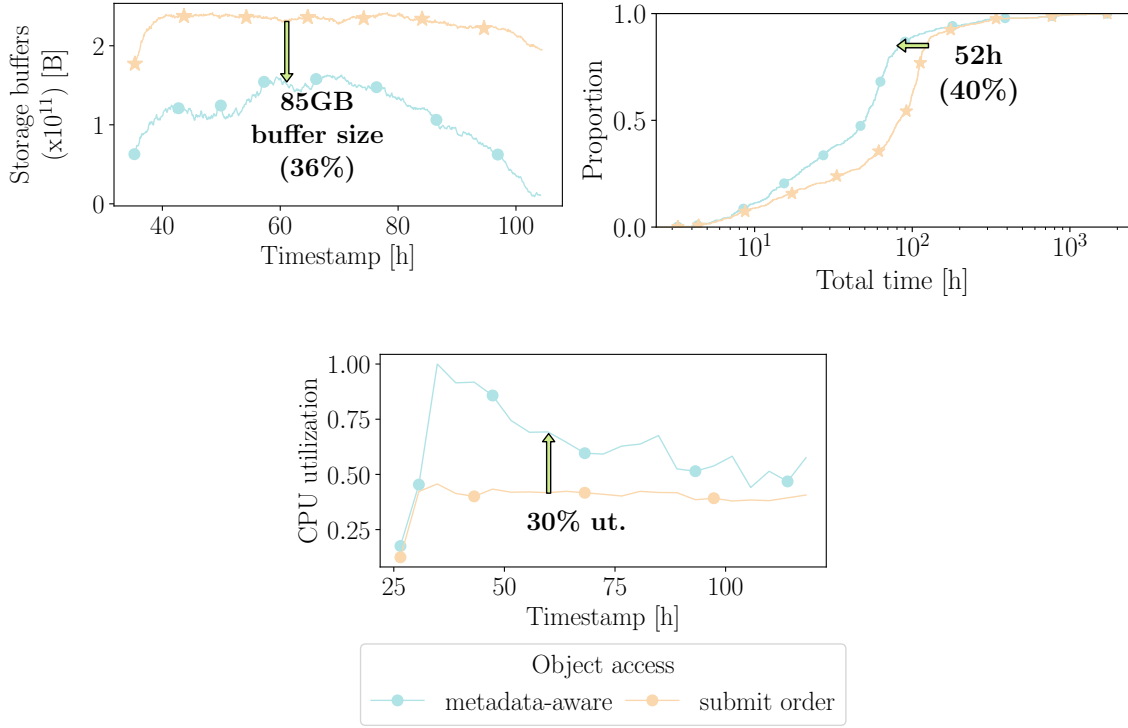 Storage buffers
(x10¹¹) [B]
2
1
0
85GB
buffer size
(36%)
40
60
80
100
Timestamp [h]
Proportion
1.0
0.5
0.0
52h
(40%)
10¹
10²
10³
Total time [h]
CPU utilization
1.00
0.75
0.50
0.25
30% ut.
25
50
75
100
Timestamp [h]
Object access
metadata-aware
submit order